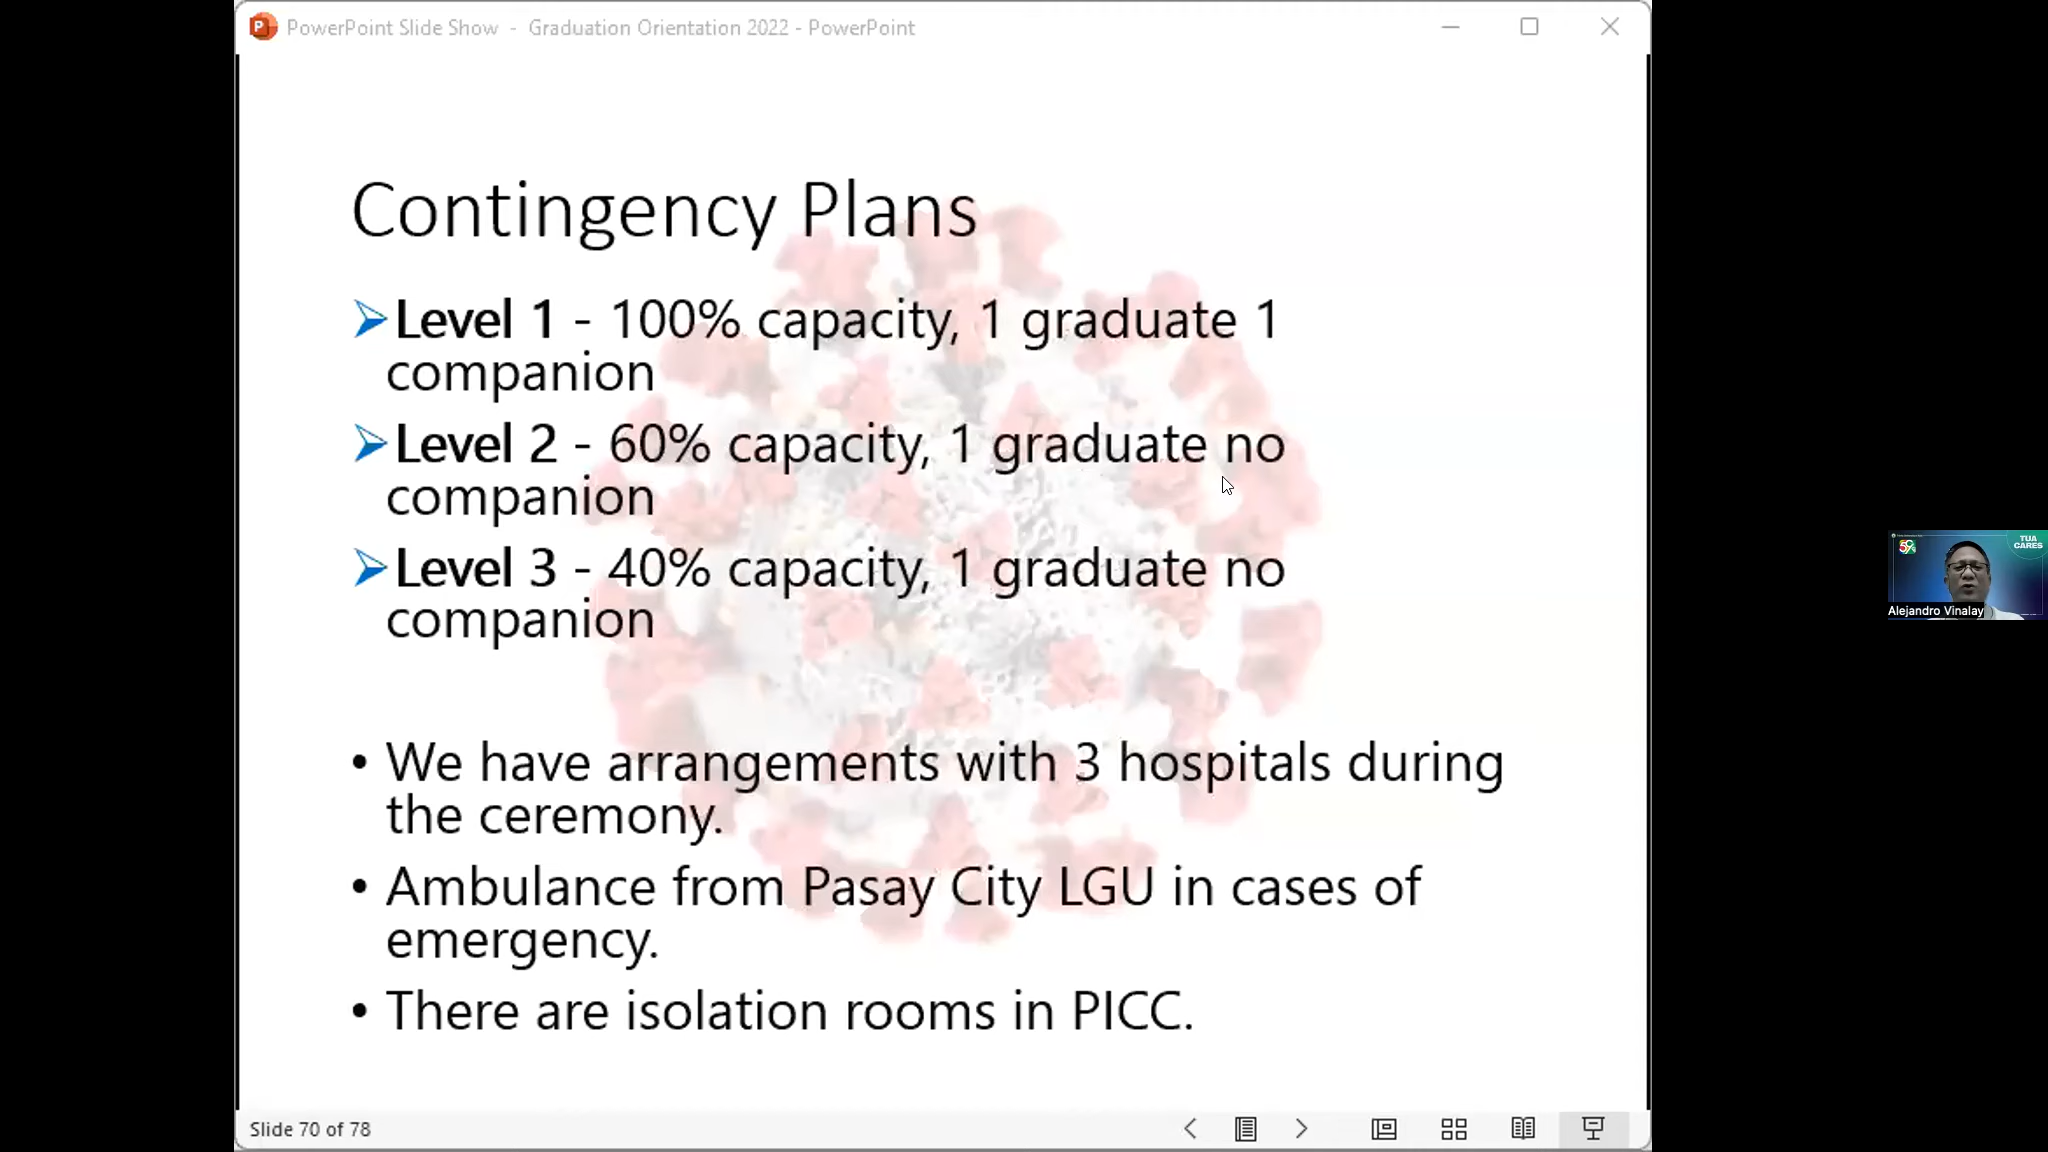 PowerPoint Slide Show - Graduation Orientation 2022 - PowerPoint
Contingency Plans
Level 1 - 100% capacity, 1 graduate 1
companion
Level 2 - 60% capacity, 1 graduate no
companion
Level 3 - 40% capacity, 1 graduate no
companion
• We have arrangements with 3 hospitals during
the ceremony.
• Ambulance from Pasay City LGU in cases of
emergency.
• There are isolation rooms in PICC.
TUA
CARES
Alejandro Vinalay
Slide 70 of 78